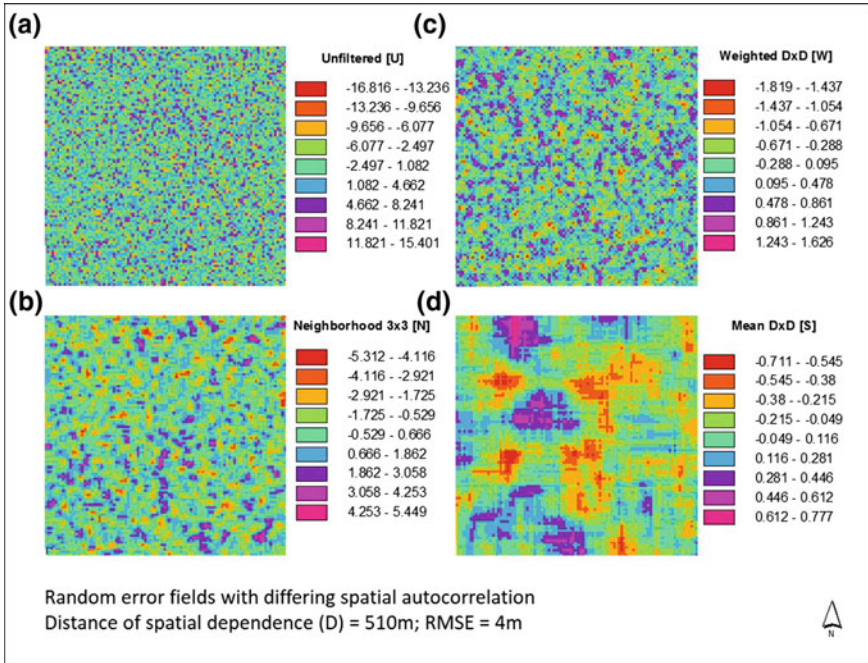 (a)
Unfiltered [U]
-16.816 - -13.236
-13.236 - -9.656
-9.656 - -6.077
-6.077 - -2.497
-2.497 - 1.082
1.082 - 4.662
4.662 - 8.241
8.241 - 11.821
11.821 - 15.401
(c)
Weighted DxD [W]
-1.819 - -1.437
-1.437 - -1.054
-1.054 - -0.671
-0.671 - -0.288
-0.288 - 0.095
0.095 - 0.478
0.478 - 0.861
0.861 - 1.243
1.243 - 1.626
(b)
Neighborhood 3x3 [N]
-5.312 - -4.116
-4.116 - -2.921
-2.921 - -1.725
-1.725 - -0.529
-0.529 - 0.666
0.666 - 1.862
1.862 - 3.058
3.058 - 4.253
4.253 - 5.449
(d)
Mean DxD [S]
-0.711 - -0.545
-0.545 - -0.38
-0.38 - -0.215
-0.215 - -0.049
-0.049 - 0.116
0.116 - 0.281
0.281 - 0.446
0.446 - 0.612
0.612 - 0.777
Random error fields with differing spatial autocorrelation
Distance of spatial dependence (D) = 510m; RMSE = 4m
N